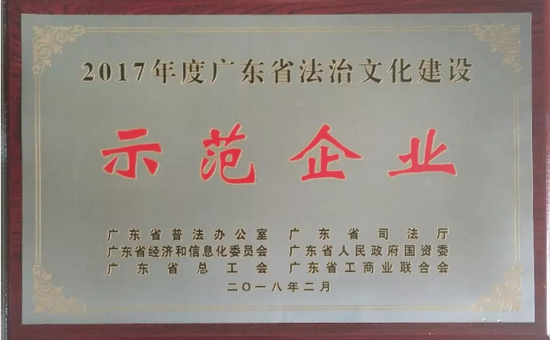 2017年度广东省法治文化建设
示范企业
广东省普法办公室 广东省司法厅
广东省经济和信息化委员会 广东省人民政府国资委
广东省总工会 广东省工商业联合会
二〇一八年二月